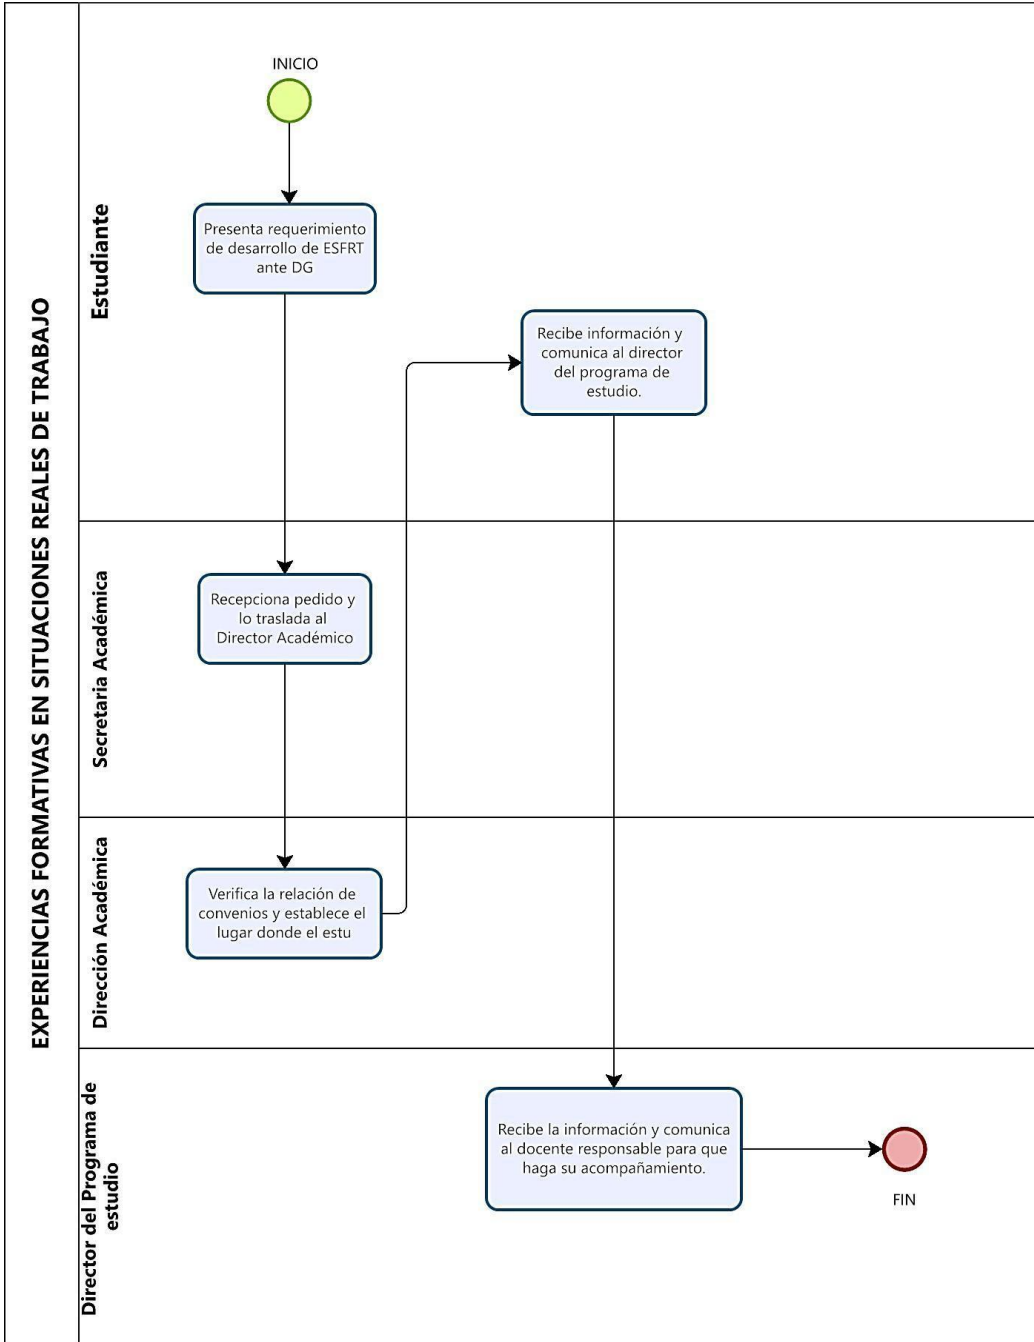 EXPERIENCIAS FORMATIVAS EN SITUACIONES REALES DE TRABAJO
Estudiante
INICIO
Presenta requerimiento
de desarrollo de ESFRT
ante DG
Recibe información y
comunica al director
del programa de
estudio.
Secretaria Académica
Recepciona pedido y
lo traslada al
Director Académico
Dirección Académica
Verifica la relación de
convenios y establece el
lugar donde el estu
Director del Programa de
estudio
Recibe la información y comunica
al docente responsable para que
haga su acompañamiento.
FIN